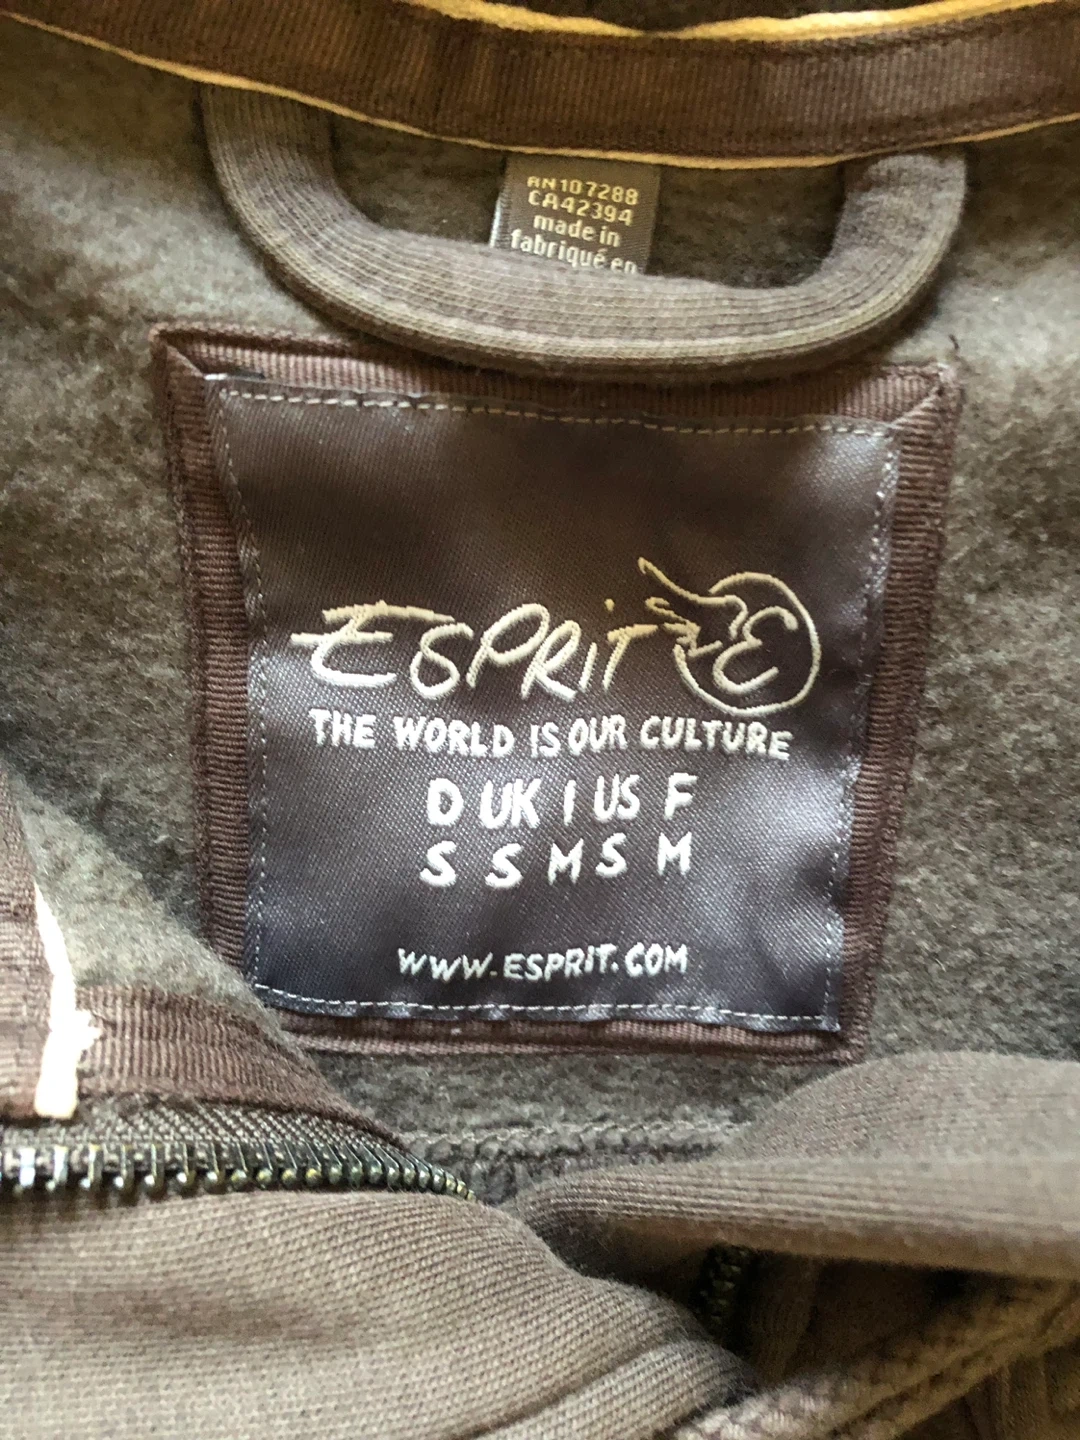 RN107288
CA42394
made in
fabriqué en
ESPRiT E
THE WORLD IS OUR CULTURE
D UK I US F
S S M S M
WWW.ESPRiT.COM